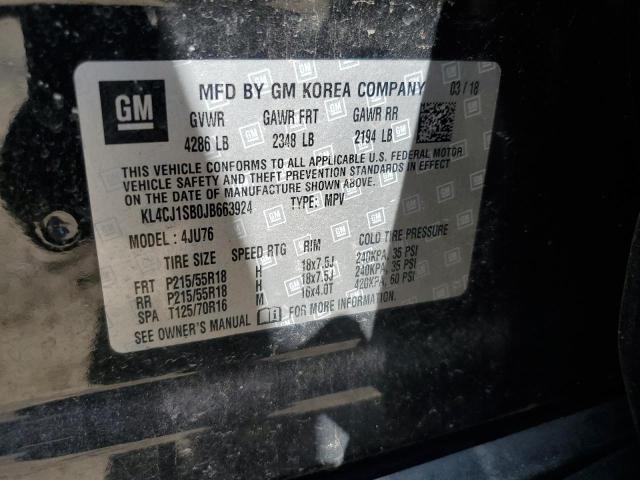 GM
MFD BY GM KOREA COMPANY 03/18
GVWR GAWR FRT GAWR RR
4286 LB 2348 LB 2194 LB
THIS VEHICLE CONFORMS TO ALL APPLICABLE U.S. FEDERAL MOTOR
VEHICLE SAFETY AND THEFT PREVENTION STANDARDS IN EFFECT
ON THE DATE OF MANUFACTURE SHOWN ABOVE.
KL4CJ1SB0JB663924 TYPE: MPV
MODEL: 4JU76
TIRE SIZE SPEED RTG RIM COLD TIRE PRESSURE
FRT P215/55R18 H 18x7.5J 240KPA, 35 PSI
RR P215/55R18 H 18x7.5J 240KPA, 35 PSI
SPA T125/70R16 M 16x4.0T 420KPA, 60 PSI
SEE OWNER'S MANUAL FOR MORE INFORMATION.